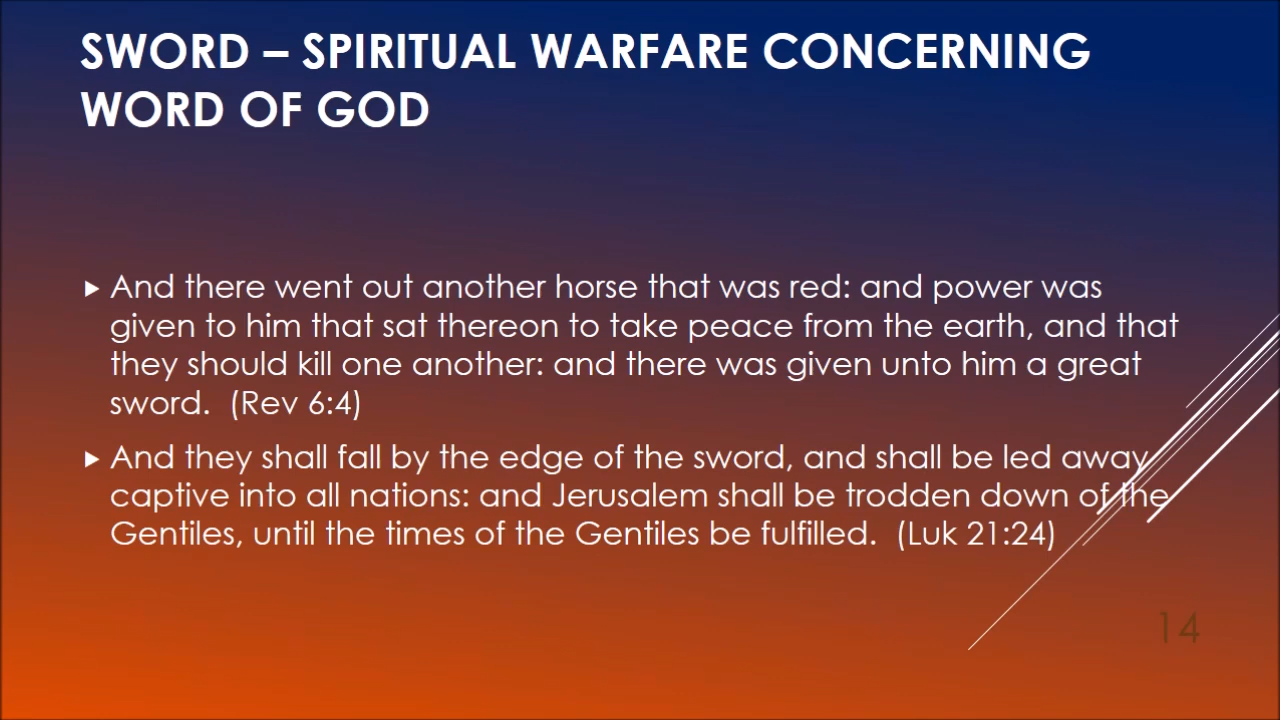 SWORD – SPIRITUAL WARFARE CONCERNING
WORD OF GOD
And there went out another horse that was red: and power was
given to him that sat thereon to take peace from the earth, and that
they should kill one another: and there was given unto him a great
sword.  (Rev 6:4)
And they shall fall by the edge of the sword, and shall be led away
captive into all nations: and Jerusalem shall be trodden down of the
Gentiles, until the times of the Gentiles be fulfilled.  (Luk 21:24)
14